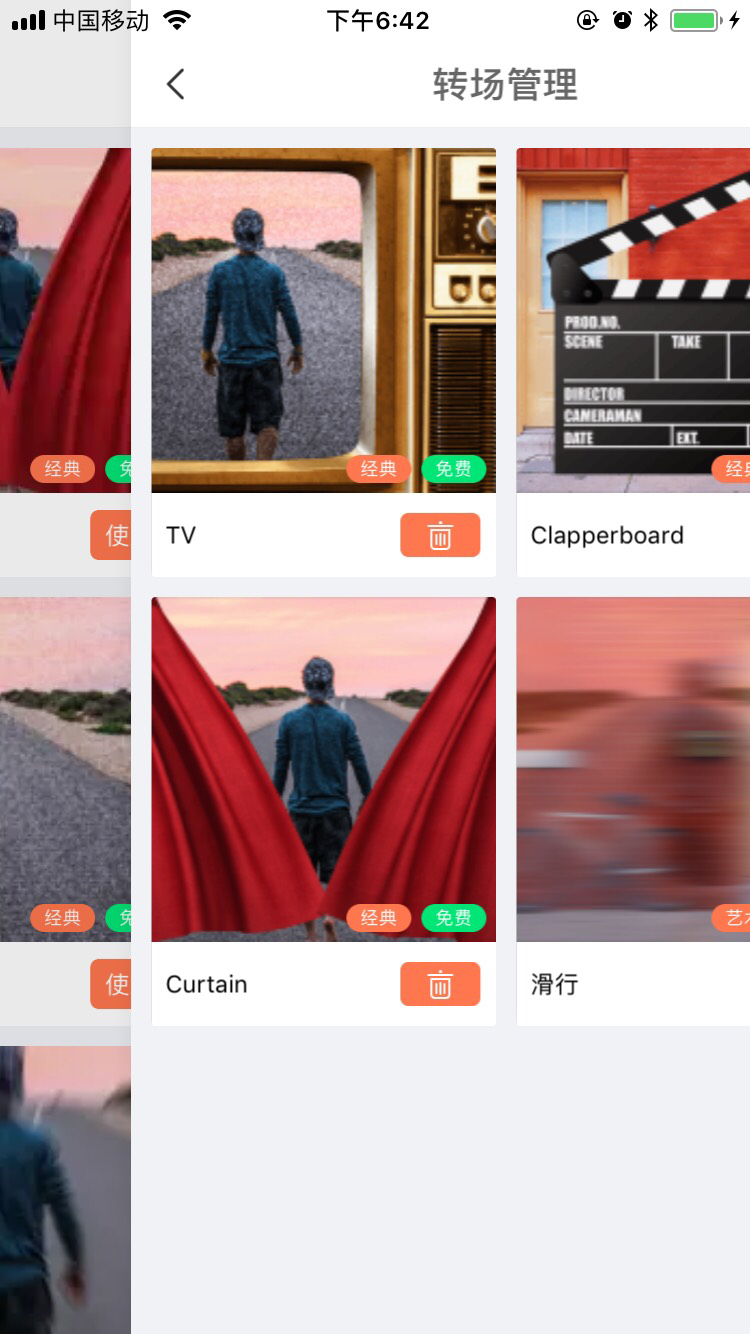 中国移动 下午6:42
转场管理
经典 免
经典 免费
经
使
TV
Clapperboard
PROD.NO.
SCENE TAKE
DIRECTOR
CAMERAMAN
DATE EXT.
经典 免
经典 免费
艺
使
Curtain
滑行